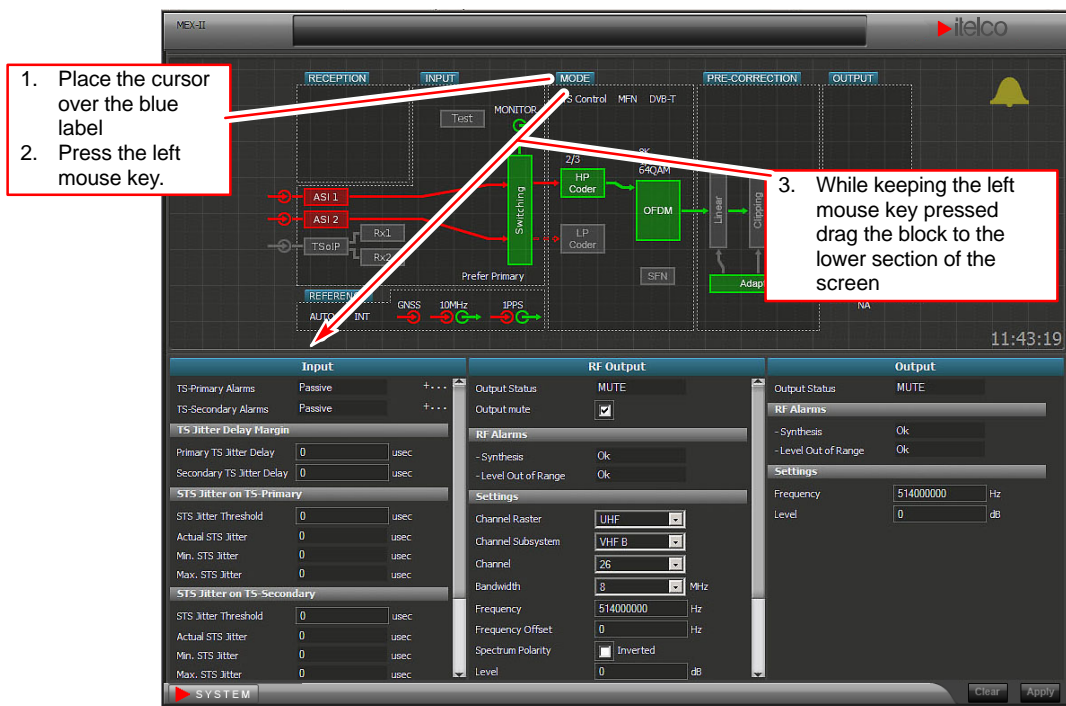 MEX-II
itelco
1. Place the cursor
over the blue
label
2. Press the left
mouse key.
RECEPTION
INPUT
MODE
PRE-CORRECTION
OUTPUT
Test
MONITOR
Control MFN DVB-T
2/3
64QAM
HP
Coder
OFDM
LP
Coder
SFN
ASI 1
ASI 2
TSoIP
Rx1
Rx2
Switching
Prefer Primary
Linear
Clipping
Adapt
NA
3. While keeping the left
mouse key pressed
drag the block to the
lower section of the
screen
REFERENCE
AUTO INT
GNSS 10MHz 1PPS
11:43:19
Input
TS-Primary Alarms Passive +...
TS-Secondary Alarms Passive +...
TS Jitter Delay Margin
Primary TS Jitter Delay 0 usec
Secondary TS Jitter Delay 0 usec
STS Jitter on TS-Primary
STS Jitter Threshold 0 usec
Actual STS Jitter 0 usec
Min. STS Jitter 0 usec
Max. STS Jitter 0 usec
STS Jitter on TS-Secondary
STS Jitter Threshold 0 usec
Actual STS Jitter 0 usec
Min. STS Jitter 0 usec
Max. STS Jitter 0 usec
RF Output
Output Status MUTE
Output mute
RF Alarms
- Synthesis Ok
- Level Out of Range Ok
Settings
Channel Raster UHF
Channel Subsystem VHF B
Channel 26
Bandwidth 8 MHz
Frequency 514000000 Hz
Frequency Offset 0 Hz
Spectrum Polarity Inverted
Level 0 dB
Output
Output Status MUTE
RF Alarms
- Synthesis Ok
- Level Out of Range Ok
Settings
Frequency 514000000 Hz
Level 0 dB
SYSTEM
Clear Apply